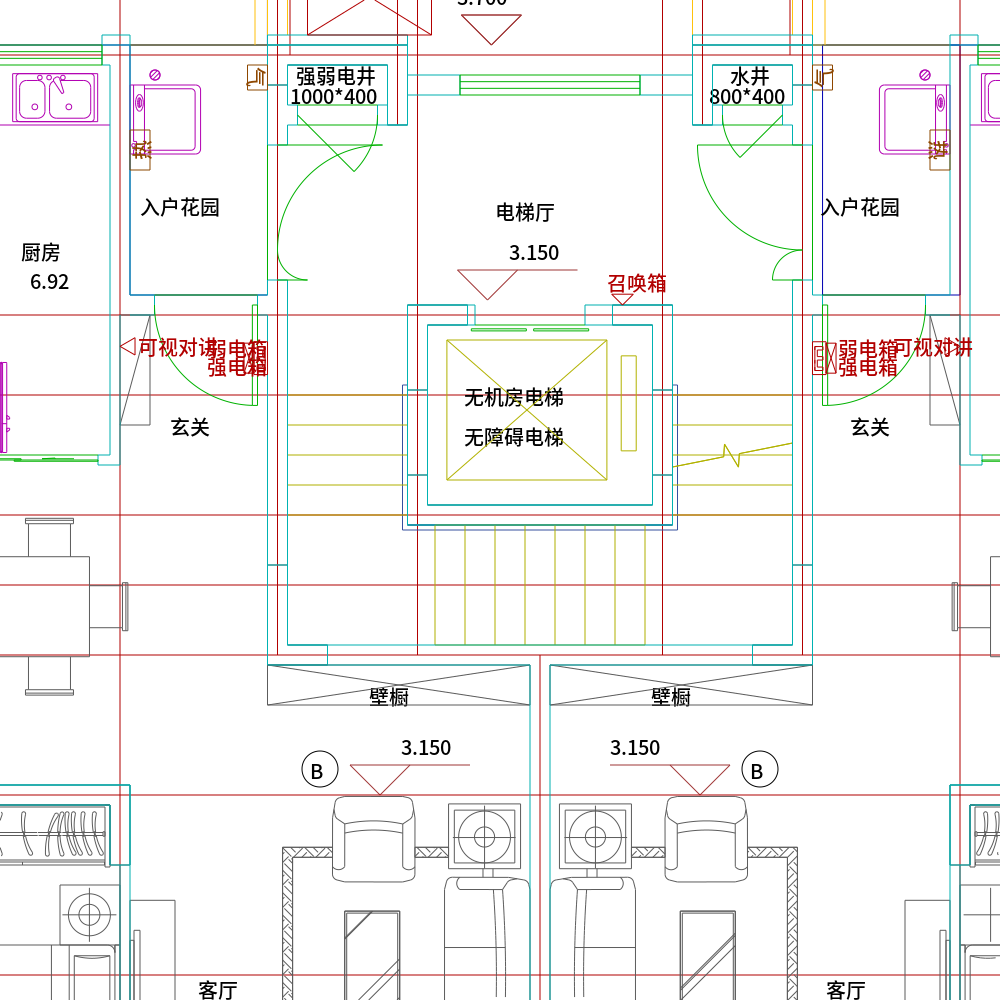 强弱电井
1000*400
水井
800*400
入户花园
电梯厅
入户花园
厨房
6.92
3.150
召唤箱
可视对讲
弱电箱
强电箱
弱电箱
强电箱
可视对讲
无机房电梯
无障碍电梯
玄关
玄关
壁橱
壁橱
3.150
3.150
B
B
客厅
客厅